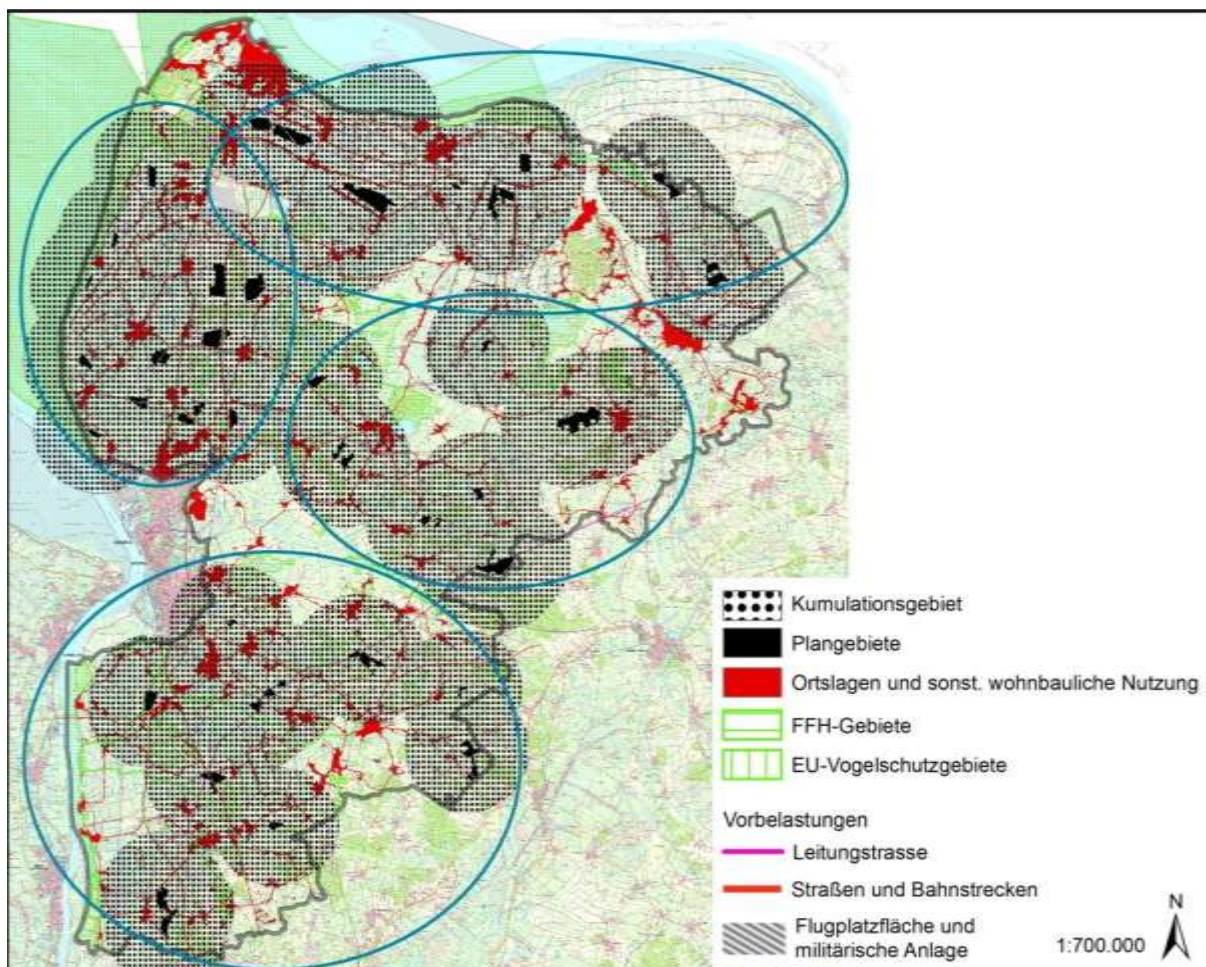 Kumulationsgebiet
Plangebiete
Ortslagen und sonst. wohnbauliche Nutzung
FFH-Gebiete
EU-Vogelschutzgebiete
Vorbelastungen
Leitungstrasse
Straßen und Bahnstrecken
Flugplatzfläche und
militärische Anlage
1:700.000
N